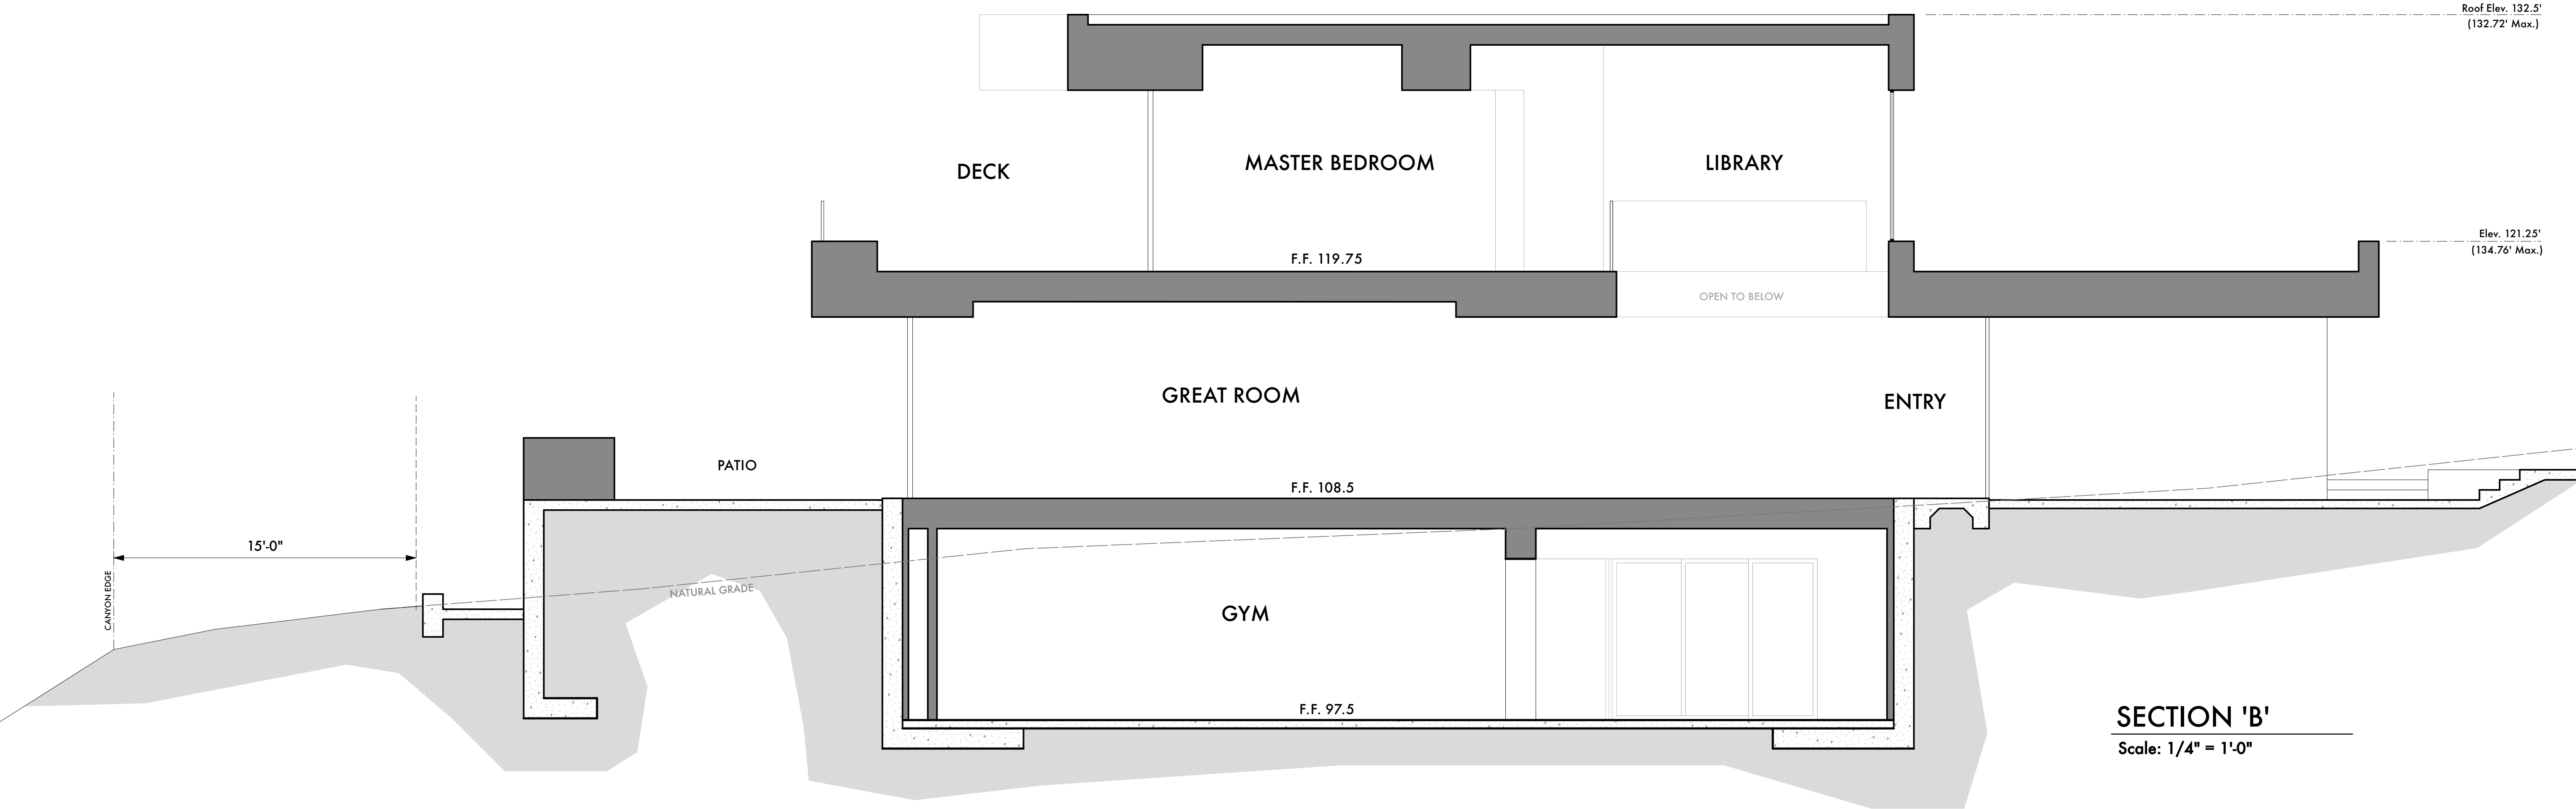 Roof Elev. 132.5'
(132.72' Max.)
DECK
MASTER BEDROOM
LIBRARY
Elev. 121.25'
(134.76' Max.)
F.F. 119.75
OPEN TO BELOW
GREAT ROOM
ENTRY
PATIO
F.F. 108.5
15'-0"
CANYON EDGE
NATURAL GRADE
GYM
F.F. 97.5
SECTION 'B'
Scale: 1/4" = 1'-0"